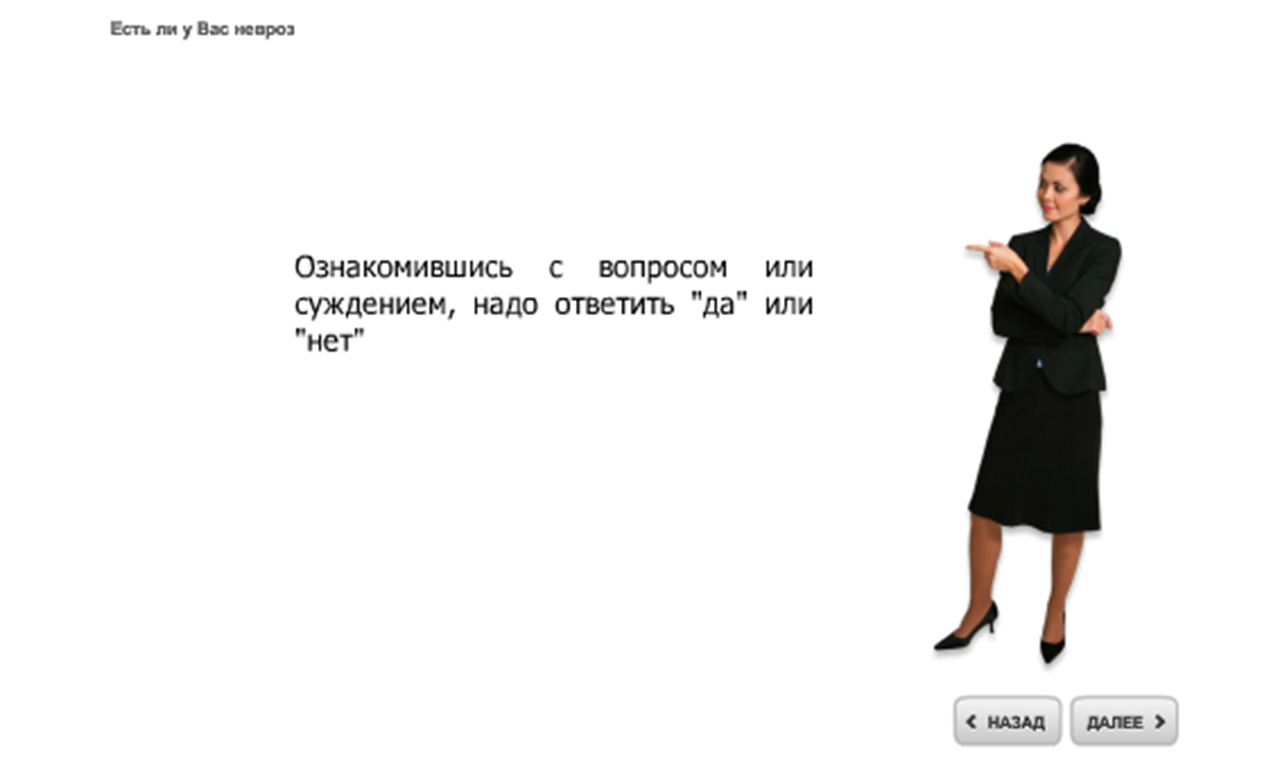 Есть ли у Вас невроз
Ознакомившись с вопросом или
суждением, надо ответить "да" или
"нет"
НАЗАД
ДАЛЕЕ